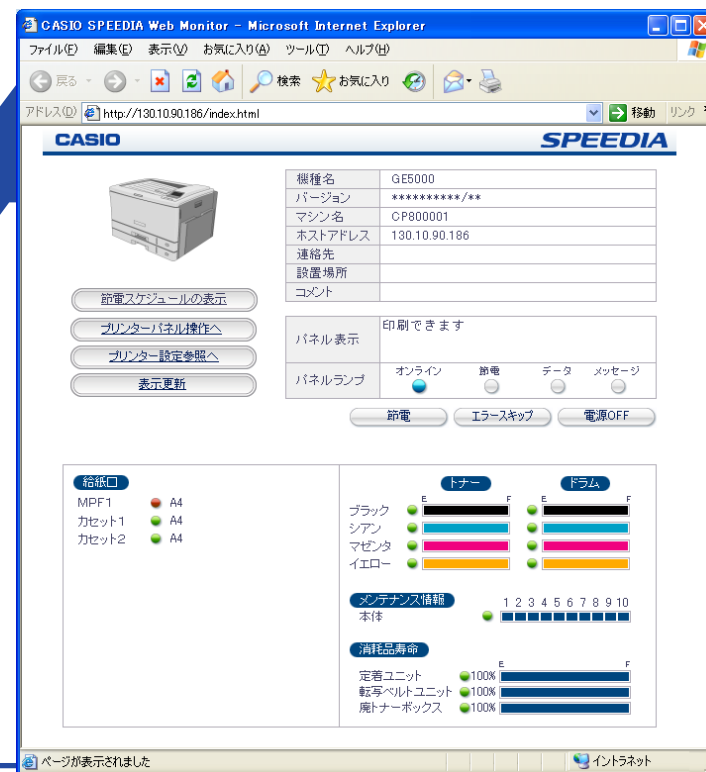 CASIO SPEEDIA Web Monitor - Microsoft Internet Explorer
ファイル(F) 編集(E) 表示(V) お気に入り(A) ツール(T) ヘルプ(H)
戻る 検索 お気に入り
アドレス(D) http://130.10.90.186/index.html 移動 リンク
CASIO SPEEDIA
機種名 GE5000
バージョン **********/**
マシン名 CP800001
ホストアドレス 130.10.90.186
連絡先
設置場所
コメント
節電スケジュールの表示
プリンターパネル操作へ
プリンター設定参照へ
表示更新
パネル表示 印刷できます
パネルランプ オンライン 節電 データ メッセージ
節電 エラースキップ 電源OFF
給紙口
MPF1 A4
カセット1 A4
カセット2 A4
トナー ドラム
E F E F
ブラック
シアン
マゼンタ
イエロー
メンテナンス情報 1 2 3 4 5 6 7 8 9 10
本体
消耗品寿命
E F
定着ユニット 100%
転写ベルトユニット 100%
廃トナーボックス 100%
ページが表示されました イントラネット